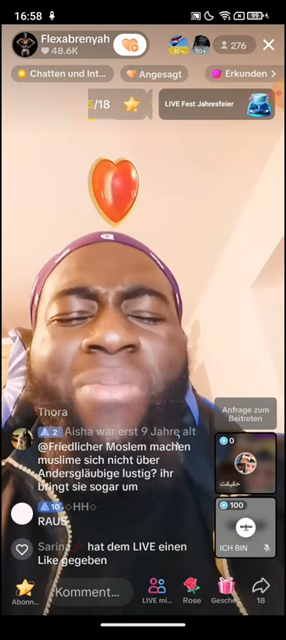 16:58
99
Flexabrenyah
48.6K
30+
10+
276
Chatten und Int...
Angesagt
Erkunden >
5/18
LIVE Fest Jahresfeier
Thora
2 Aisha war erst 9 Jahre alt
@Friedlicher Moslem machen
muslime sich nicht über
Andersgläubige lustig? ihr
bringt sie sogar um
10 ◇HH◇
RAUS
Sarina hat dem LIVE einen
Like gegeben
Anfrage zum
Beitreten
0
حقيقت
100
ICH BIN
Abonn...
Komment...
LIVE mi...
Rose
Gesche
18